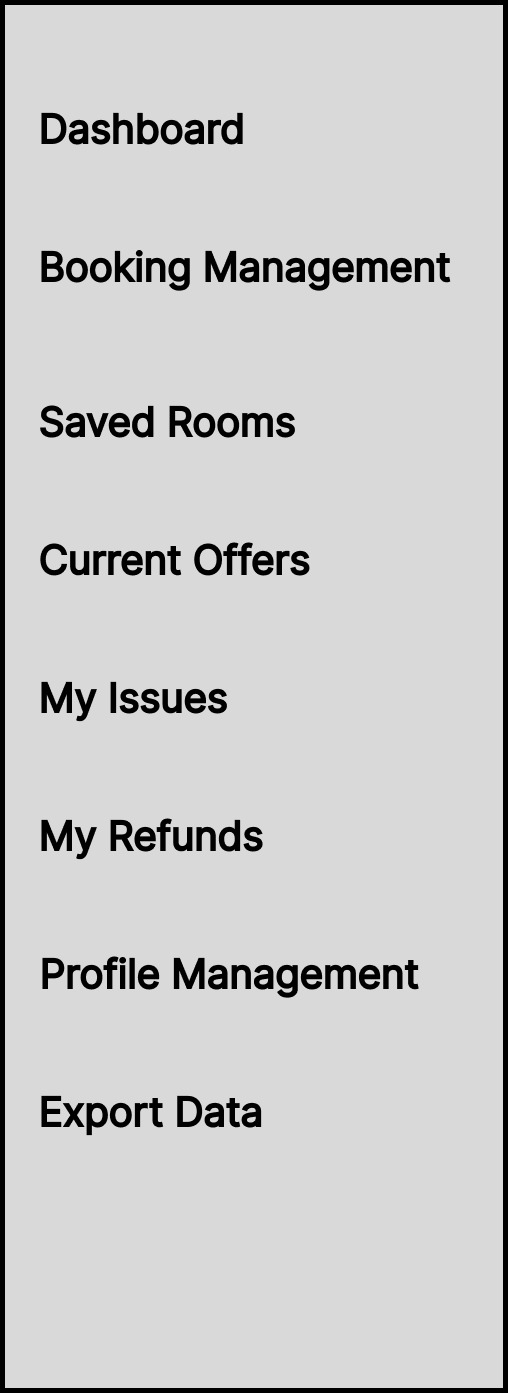 Dashboard
Booking Management
Saved Rooms
Current Offers
My Issues
My Refunds
Profile Management
Export Data